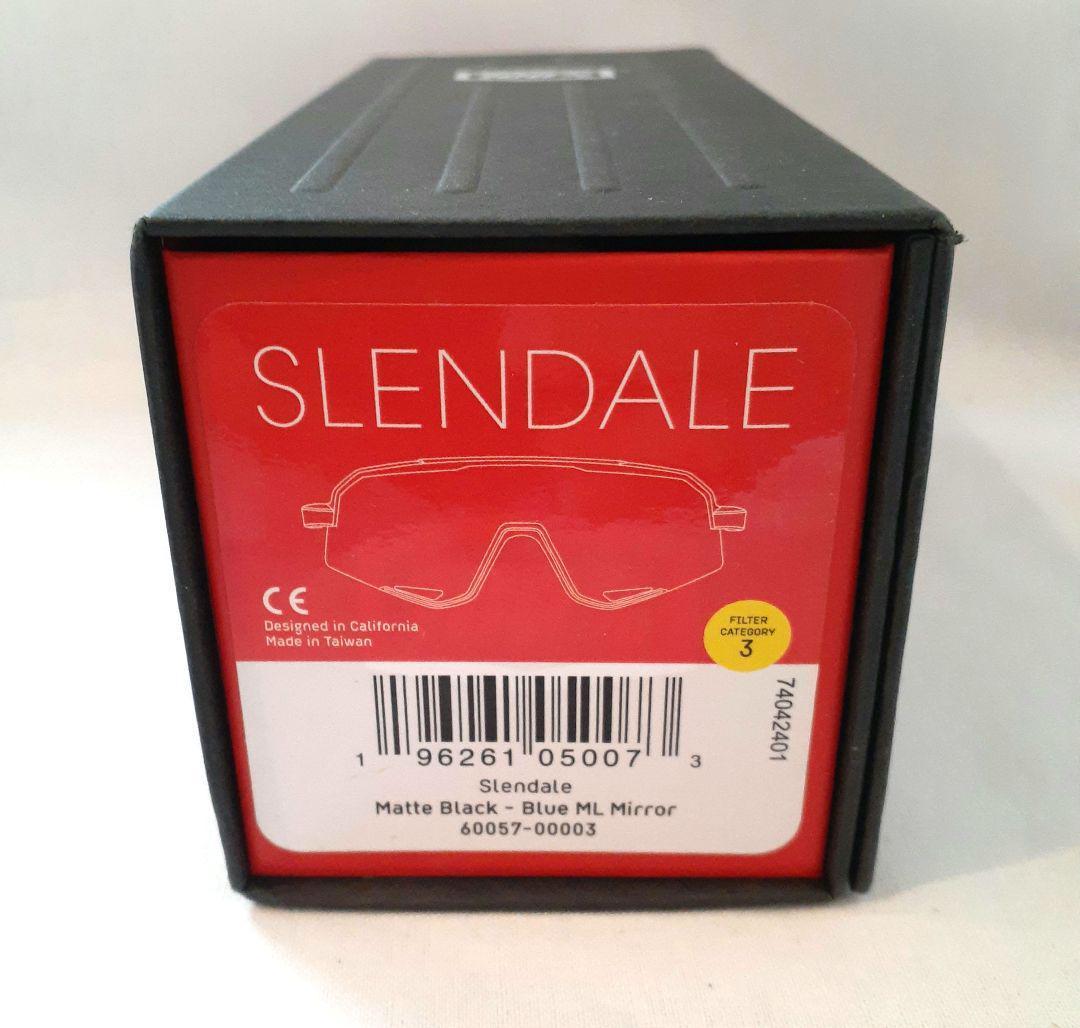 SLENDALE
CE
Designed in California
Made in Taiwan
FILTER
CATEGORY
3
74042401
1 96261 05007 3
Slendale
Matte Black - Blue ML Mirror
60057-00003